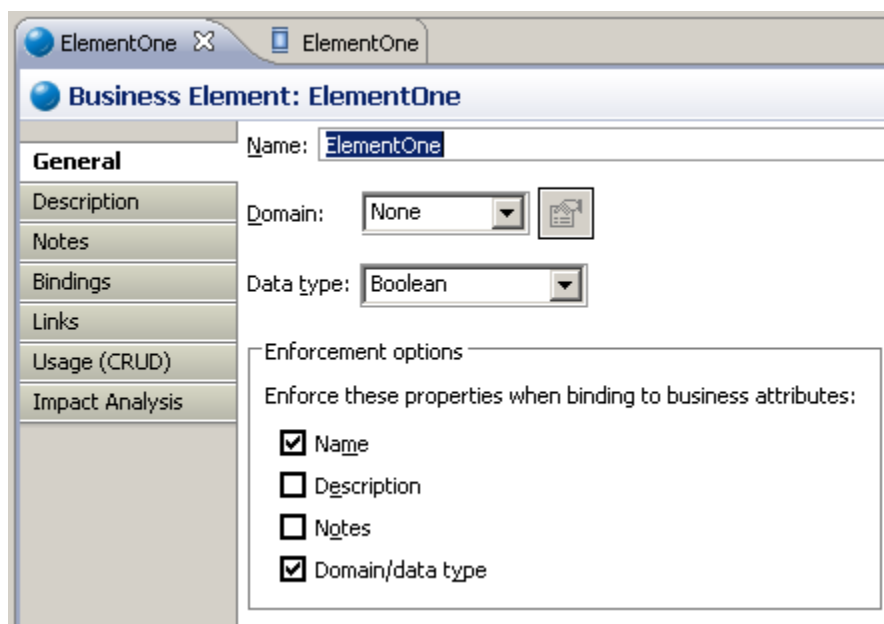 ElementOne ElementOne
Business Element: ElementOne
General
Description
Notes
Bindings
Links
Usage (CRUD)
Impact Analysis
Name: ElementOne
Domain: None
Data type: Boolean
Enforcement options
Enforce these properties when binding to business attributes:
Name
Description
Notes
Domain/data type